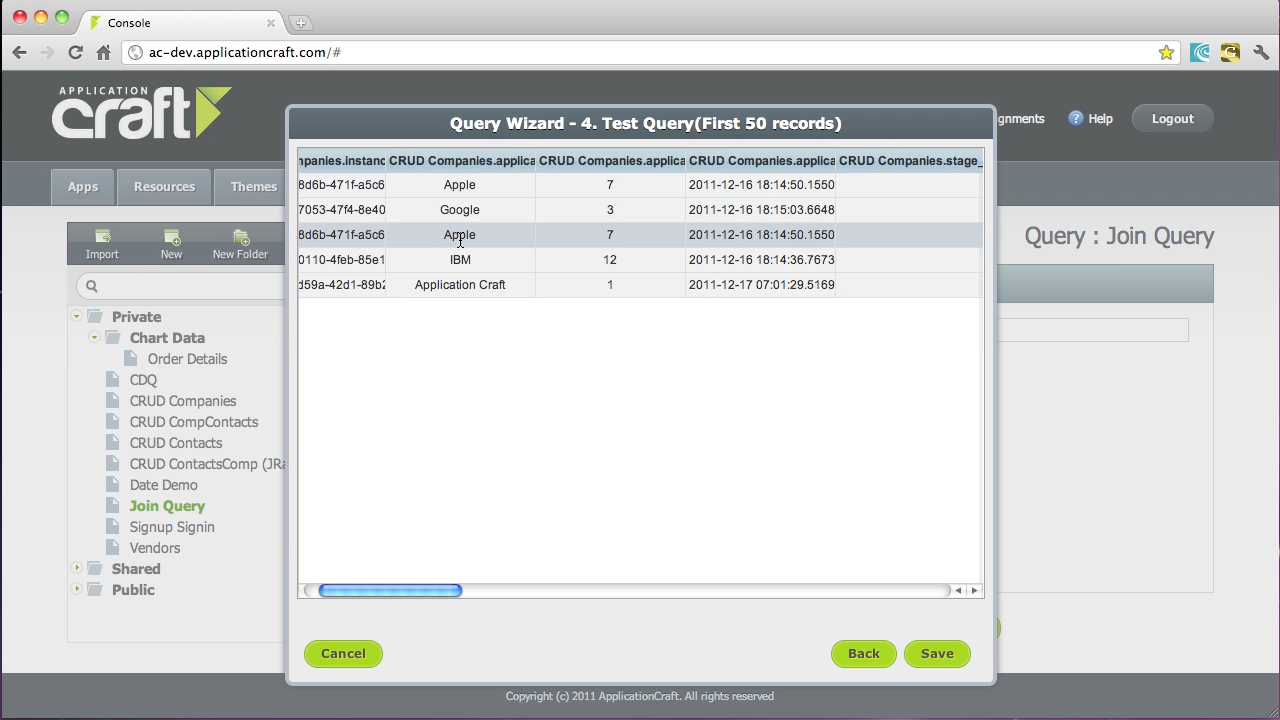 Console
ac-dev.applicationcraft.com/#
APPLICATION
craft
gnments
Help
Logout
Apps
Resources
Themes
Query Wizard - 4. Test Query(First 50 records)
mpanies.instanc CRUD Companies.applica CRUD Companies.applica CRUD Companies.applica CRUD Companies.stage_
8d6b-471f-a5c6 Apple 7 2011-12-16 18:14:50.1550
7053-47f4-8e40 Google 3 2011-12-16 18:15:03.6648
8d6b-471f-a5c6 Apple 7 2011-12-16 18:14:50.1550
0110-4feb-85e1 IBM 12 2011-12-16 18:14:36.7673
d59a-42d1-89b2 Application Craft 1 2011-12-17 07:01:29.5169
Import
New
New Folder
Query : Join Query
Private
Chart Data
Order Details
CDQ
CRUD Companies
CRUD CompContacts
CRUD Contacts
CRUD ContactsComp (JRa
Date Demo
Join Query
Signup Signin
Vendors
Shared
Public
Cancel
Back
Save
Copyright (c) 2011 ApplicationCraft. All rights reserved